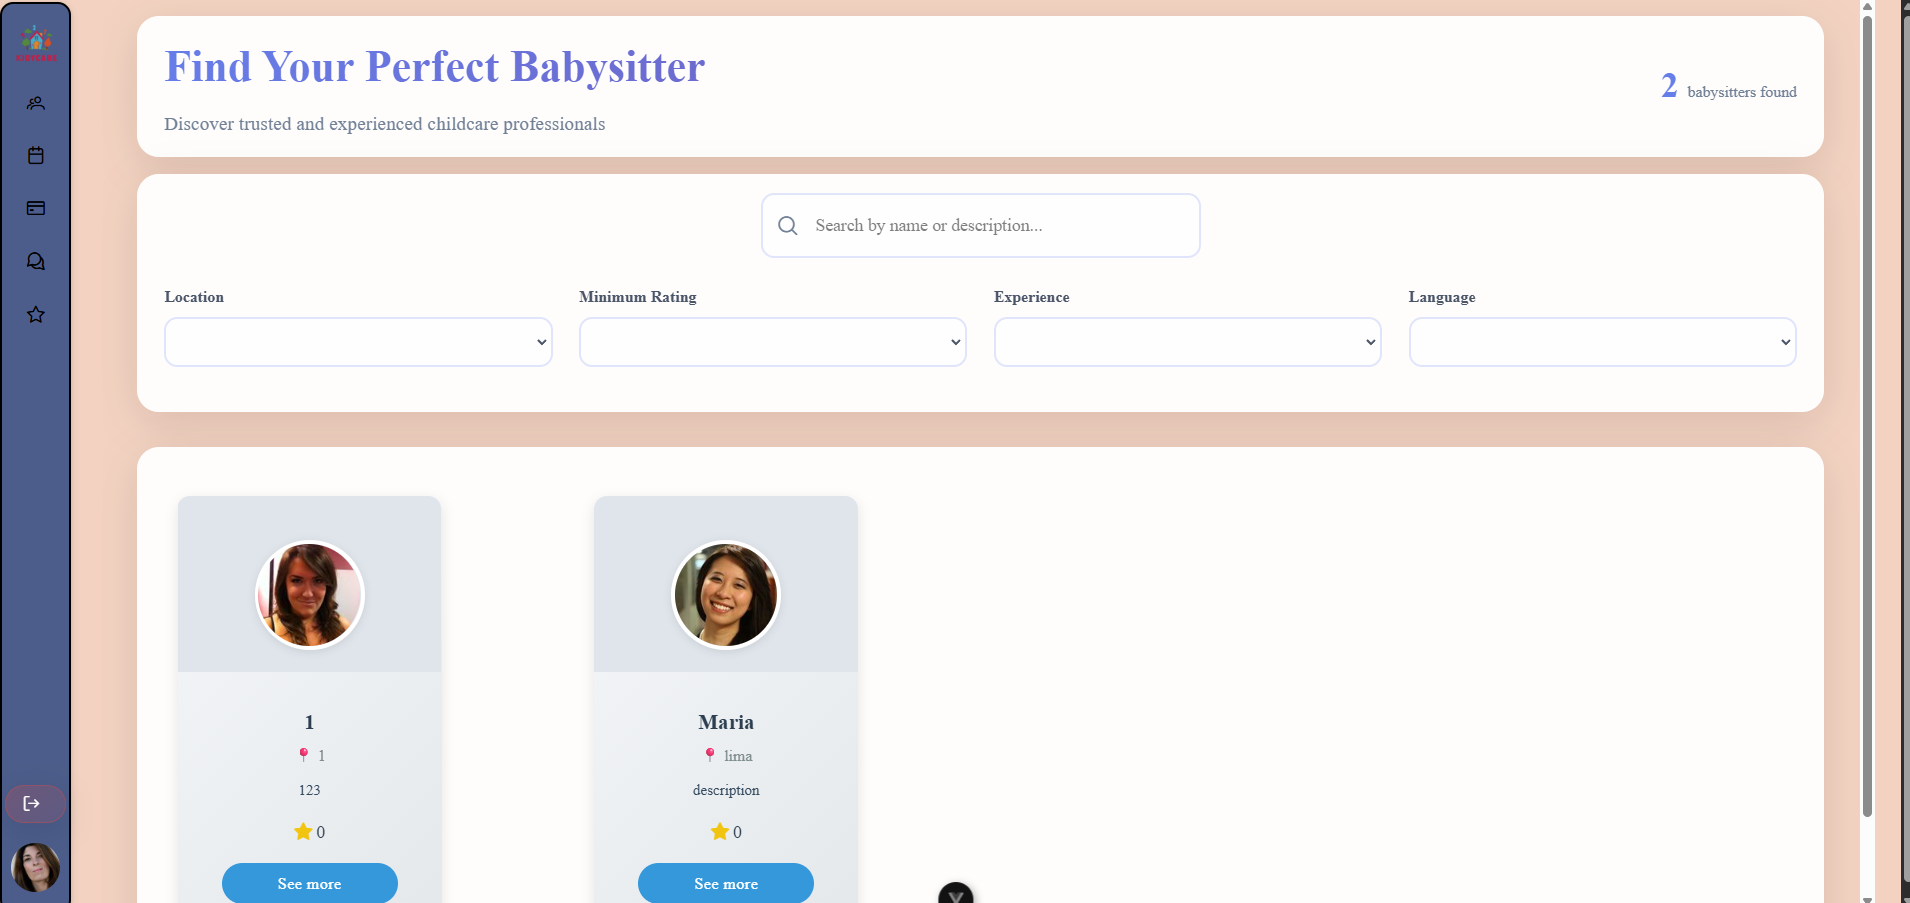 Find Your Perfect Babysitter
2 babysitters found
Discover trusted and experienced childcare professionals
Search by name or description...
Location
Minimum Rating
Experience
Language
1
1
123
0
See more
Maria
lima
description
0
See more